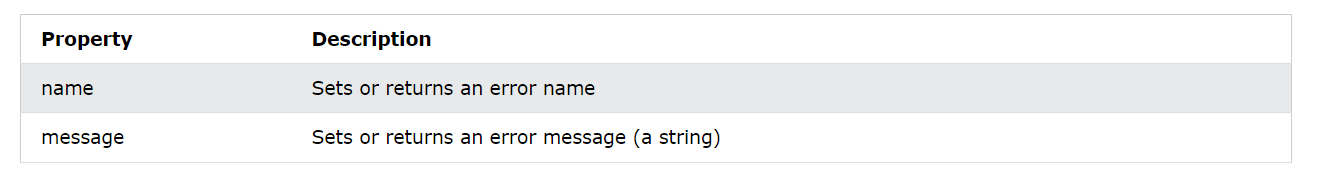 Property Description
name Sets or returns an error name
message Sets or returns an error message (a string)